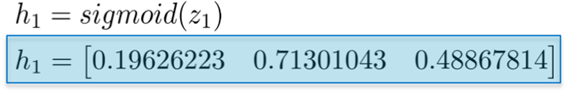 h₁ = sigmoid(z₁)
h₁ = [0.19626223 0.71301043 0.48867814]